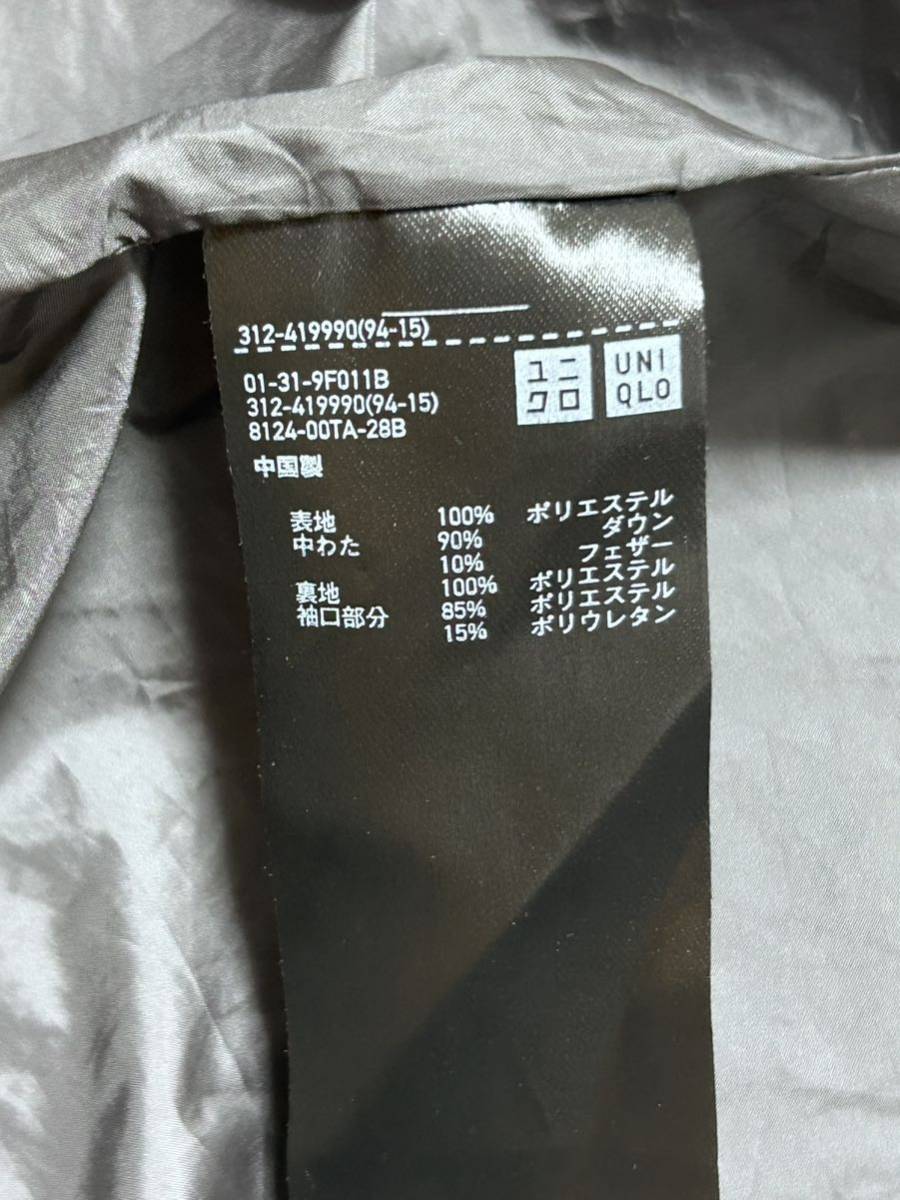 312-419990(94-15)
01-31-9F011B
312-419990(94-15)
8124-00TA-28B
中国製
ユニ
クロ
UNI
QLO
表地 100% ポリエステル
中わた 90% ダウン
10% フェザー
裏地 100% ポリエステル
袖口部分 85% ポリエステル
15% ポリウレタン